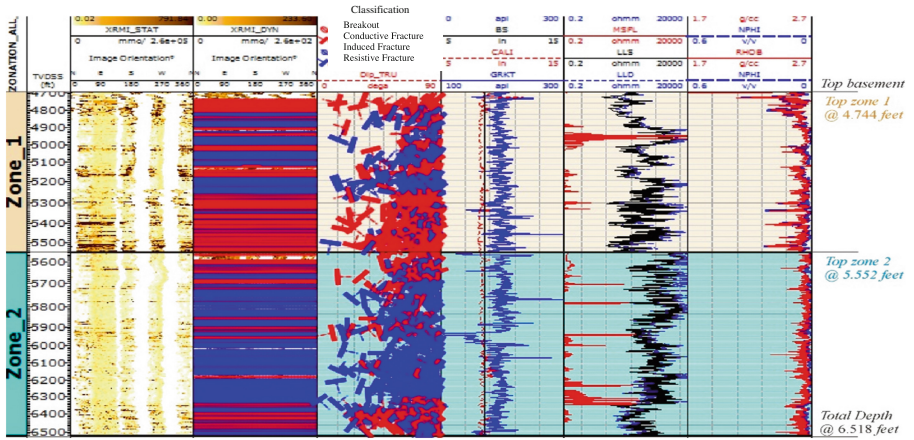 Classification
Breakout
Conductive Fracture
Induced Fracture
Resistive Fracture
ZONATION_ALL,
TVDSS
(ft)
0.02 791.84
XRMI_STAT
0 mmo/ 2.6e+05
Image Orientation°
N E S W N
0 90 180 270 360
0.00 233.62
XRMI_DYN
0 mmo/ 2.6e+02
Image Orientation°
N E S W N
0 90 180 270 360
Dip_TRU
0 dega 90
0 api 300
BS
5 in 15
CALI
5 in 15
GRKT
100 api 300
0.2 ohmm 20000
MSFL
0.2 ohmm 20000
LLS
0.2 ohmm 20000
LLD
0.2 ohmm 20000
1.7 g/cc 2.7
NPHI
0.6 v/v 0
RHOB
1.7 g/cc 2.7
NPHI
0.6 v/v 0
Top basement
Top zone 1
@ 4.744 feet
Zone_1
4700
4800
4900
5000
5100
5200
5300
5400
5500
Top zone 2
@ 5.552 feet
Zone_2
5600
5700
5800
5900
6000
6100
6200
6300
6400
6500
Total Depth
@ 6.518 feet